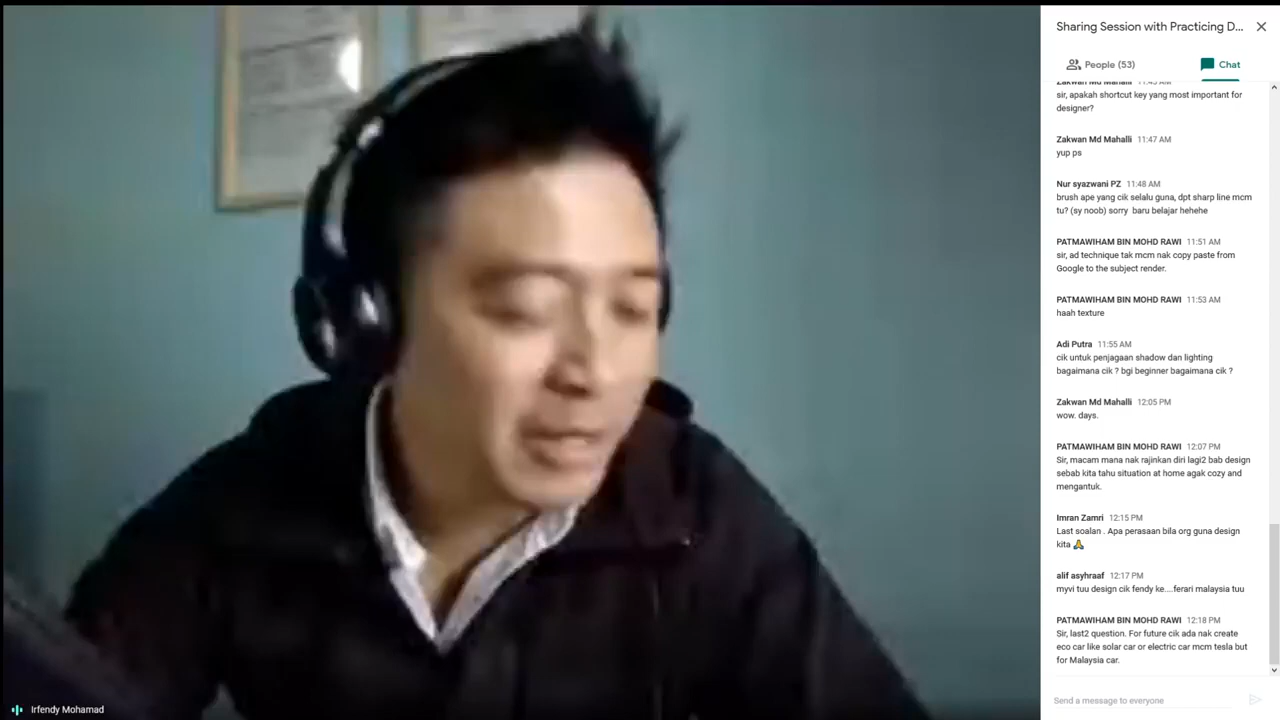 Sharing Session with Practicing D...
People (53)
Chat
Zakwan Md Mahalli 11:45 AM
sir, apakah shortcut key yang most important for
designer?
Zakwan Md Mahalli 11:47 AM
yup ps
Nur syazwani PZ 11:48 AM
brush ape yang cik selalu guna, dpt sharp line mcm
tu? (sy noob) sorry baru belajar hehehe
PATMAWIHAM BIN MOHD RAWI 11:51 AM
sir, ad technique tak mcm nak copy paste from
Google to the subject render.
PATMAWIHAM BIN MOHD RAWI 11:53 AM
haah texture
Adi Putra 11:55 AM
cik untuk penjagaan shadow dan lighting
bagaimana cik ? bgi beginner bagaimana cik ?
Zakwan Md Mahalli 12:05 PM
wow. days.
PATMAWIHAM BIN MOHD RAWI 12:07 PM
Sir, macam mana nak rajinkan diri lagi2 bab design
sebab kita tahu situation at home agak cozy and
mengantuk.
Imran Zamri 12:15 PM
Last soalan . Apa perasaan bila org guna design
kita 🙏
alif asyhraaf 12:17 PM
myvi tuu design cik fendy ke....ferari malaysia tuu
PATMAWIHAM BIN MOHD RAWI 12:18 PM
Sir, last2 question. For future cik ada nak create
eco car like solar car or electric car mcm tesla but
for Malaysia car.
Send a message to everyone
Irfendy Mohamad